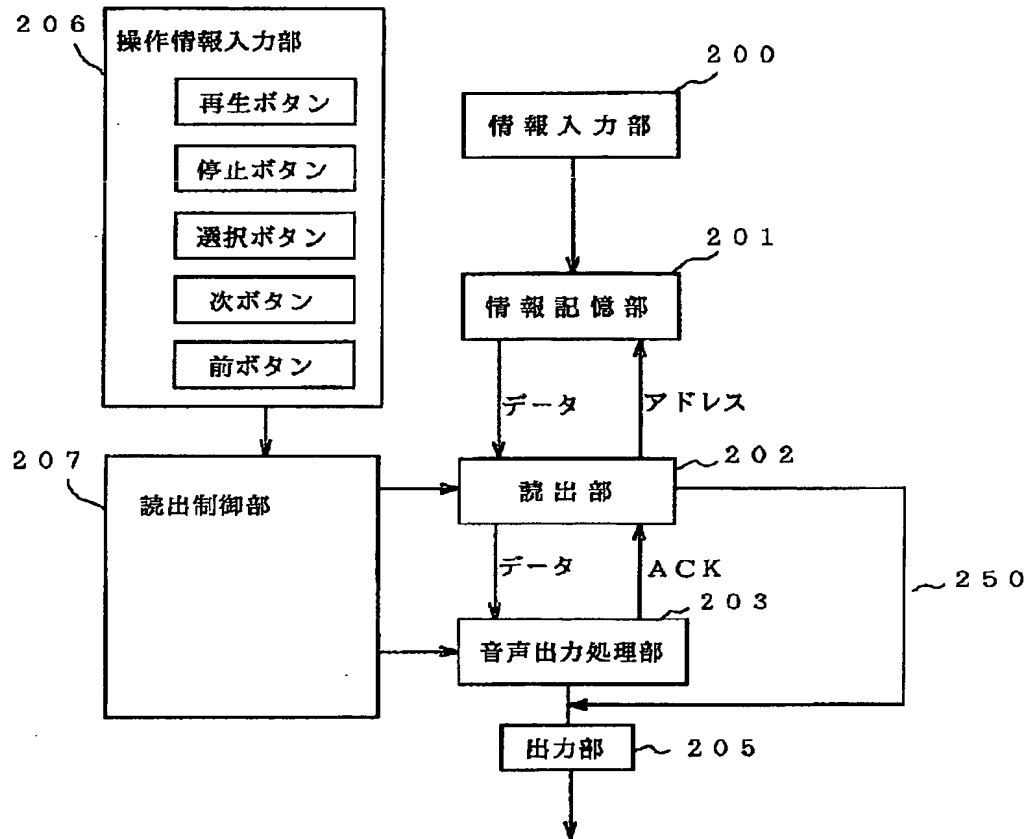 ２０６
操作情報入力部
再生ボタン
停止ボタン
選択ボタン
次ボタン
前ボタン
２００
情報入力部
２０１
情報記憶部
データ
アドレス
２０７
読出制御部
２０２
読出部
データ
ＡＣＫ
２５０
２０３
音声出力処理部
出力部
２０５